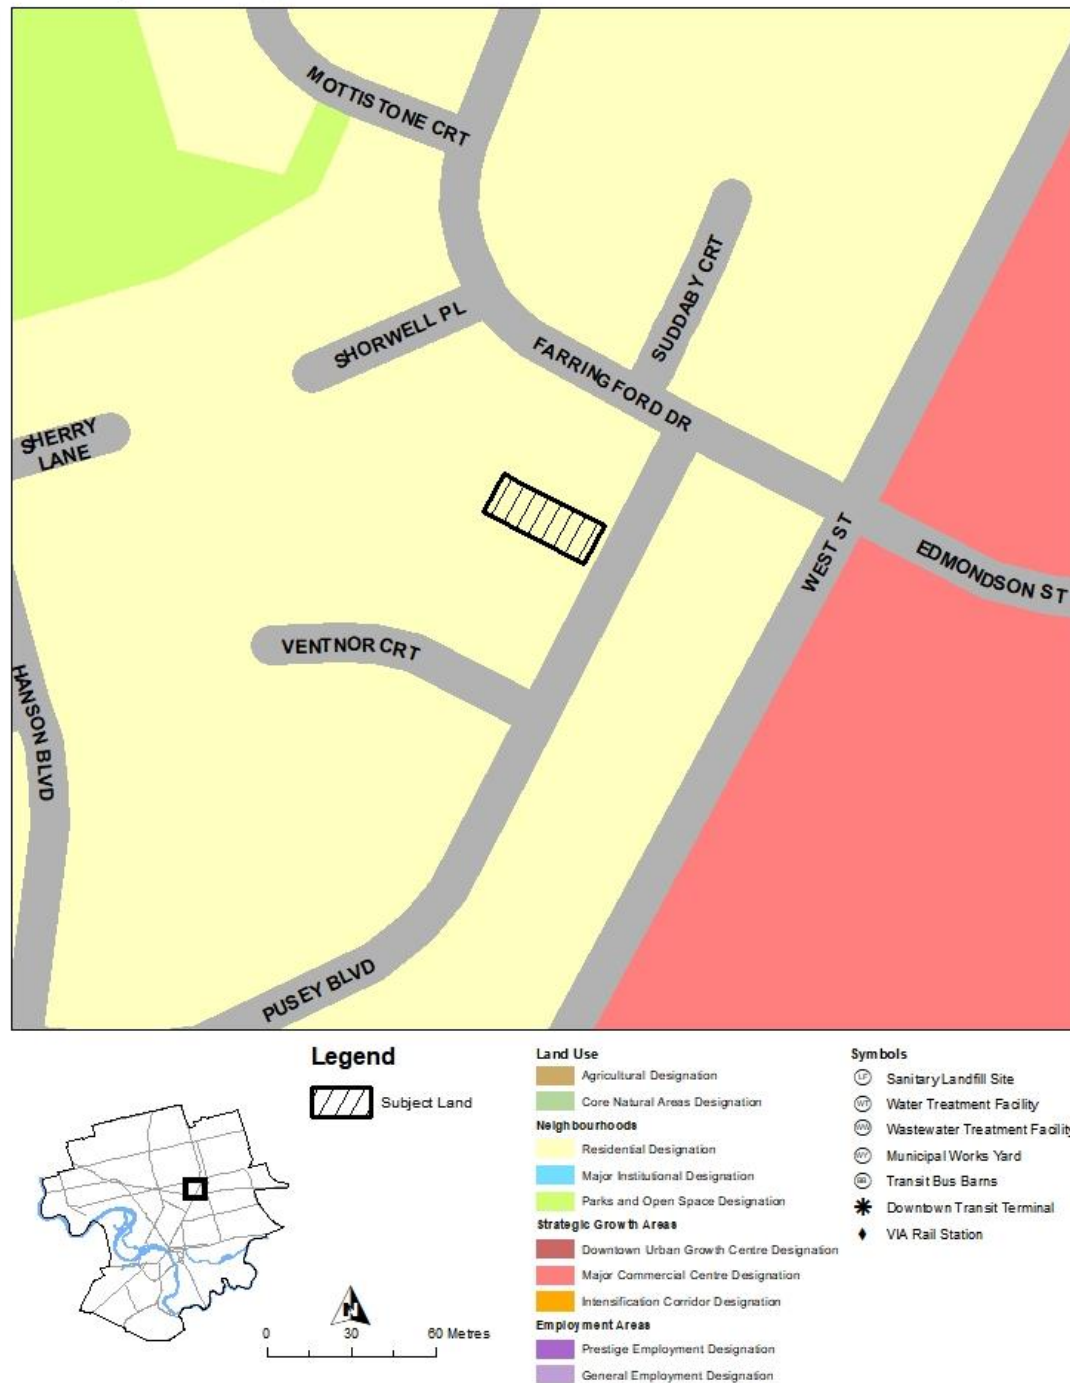 MOTTISTONE CRT
SUDDABY CRT
SHORWELL PL
FARRINGFORD DR
SHERRY
LANE
WEST ST
EDMONDSON ST
VENTNOR CRT
HANSON BLVD
PUSEY BLVD
Legend
Subject Land
N
0 30 60 Metres
Land Use
Agricultural Designation
Core Natural Areas Designation
Neighbourhoods
Residential Designation
Major Institutional Designation
Parks and Open Space Designation
Strategic Growth Areas
Downtown Urban Growth Centre Designation
Major Commercial Centre Designation
Intensification Corridor Designation
Employment Areas
Prestige Employment Designation
General Employment Designation
Symbols
LF Sanitary Landfill Site
WT Water Treatment Facility
WW Wastewater Treatment Facility
WY Municipal Works Yard
BB Transit Bus Barns
Downtown Transit Terminal
VIA Rail Station